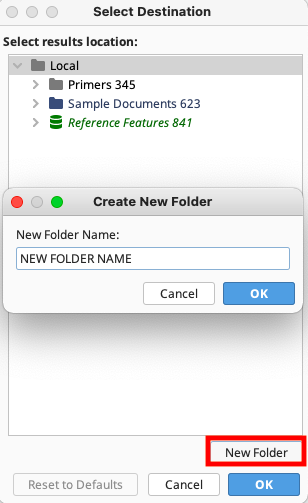 Select Destination
Select results location:
Local
Primers 345
Sample Documents 623
Reference Features 841
Create New Folder
New Folder Name:
NEW FOLDER NAME
Cancel
OK
New Folder
Reset to Defaults
Cancel
OK